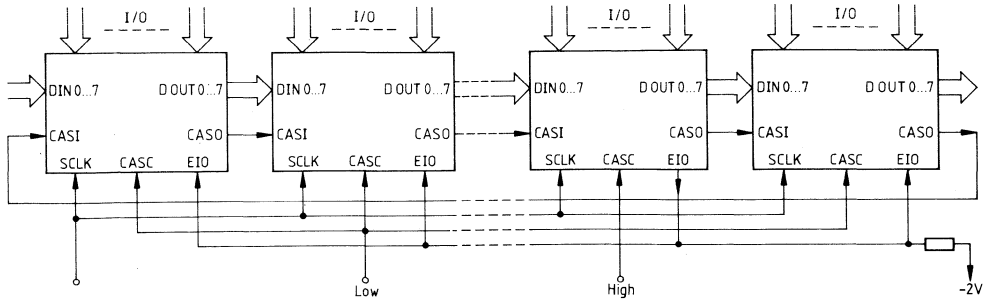 I/O I/O I/O I/O
DIN 0...7 DOUT 0...7 DIN 0...7 DOUT 0...7 DIN 0...7 DOUT 0...7 DIN 0...7 DOUT 0...7
CASI CASO CASI CASO CASI CASO CASI CASO
SCLK CASC EIO SCLK CASC EIO SCLK CASC EIO SCLK CASC EIO
Low High -2V